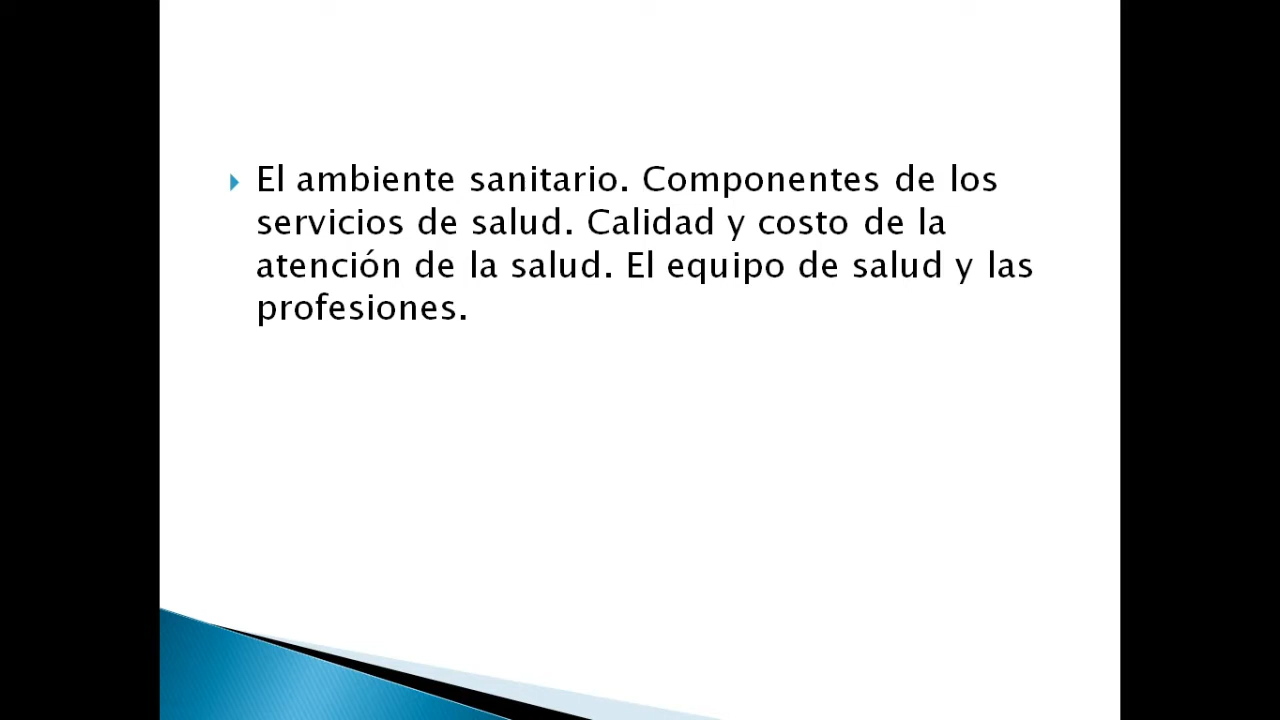 El ambiente sanitario. Componentes de los
servicios de salud. Calidad y costo de la
atención de la salud. El equipo de salud y las
profesiones.